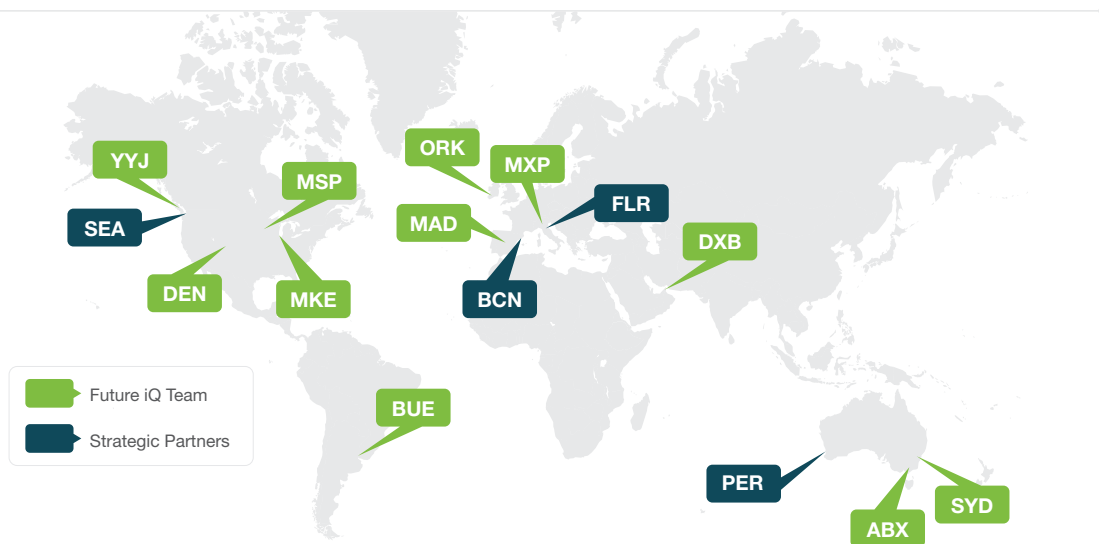 ORK
YYJ
MXP
MSP
FLR
MAD
SEA
DXB
DEN
MKE
BCN
Future iQ Team
BUE
Strategic Partners
PER
SYD
ABX